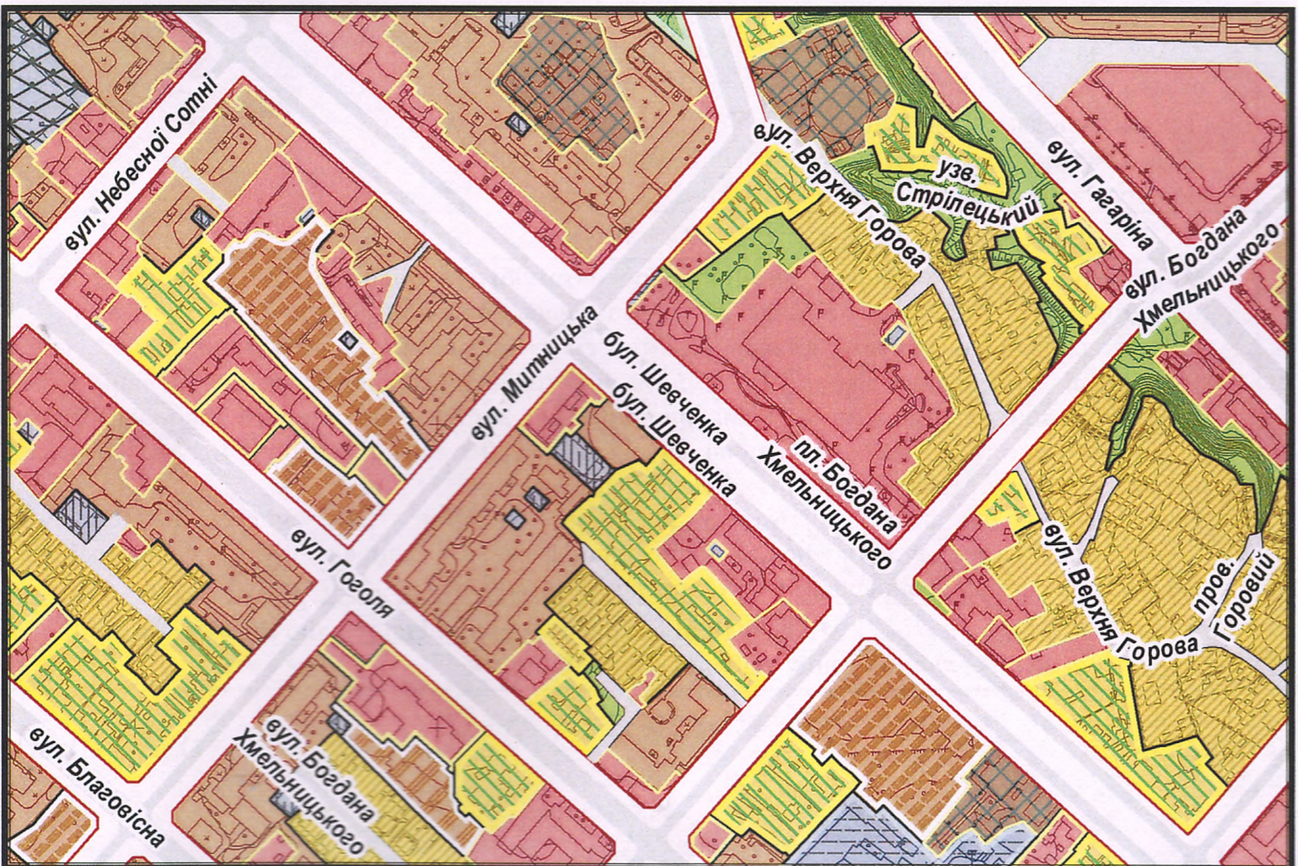 вул. Небесної Сотні
вул. Верхня Горова
узв.
Стрілецький
вул. Гагаріна
вул. Богдана
Хмельницького
вул. Митницька
бул. Шевченка
бул. Шевченка
пл. Богдана
Хмельницького
вул. Гоголя
вул. Верхня Горова
пров.
Горовий
вул. Благовісна
вул. Богдана
Хмельницького